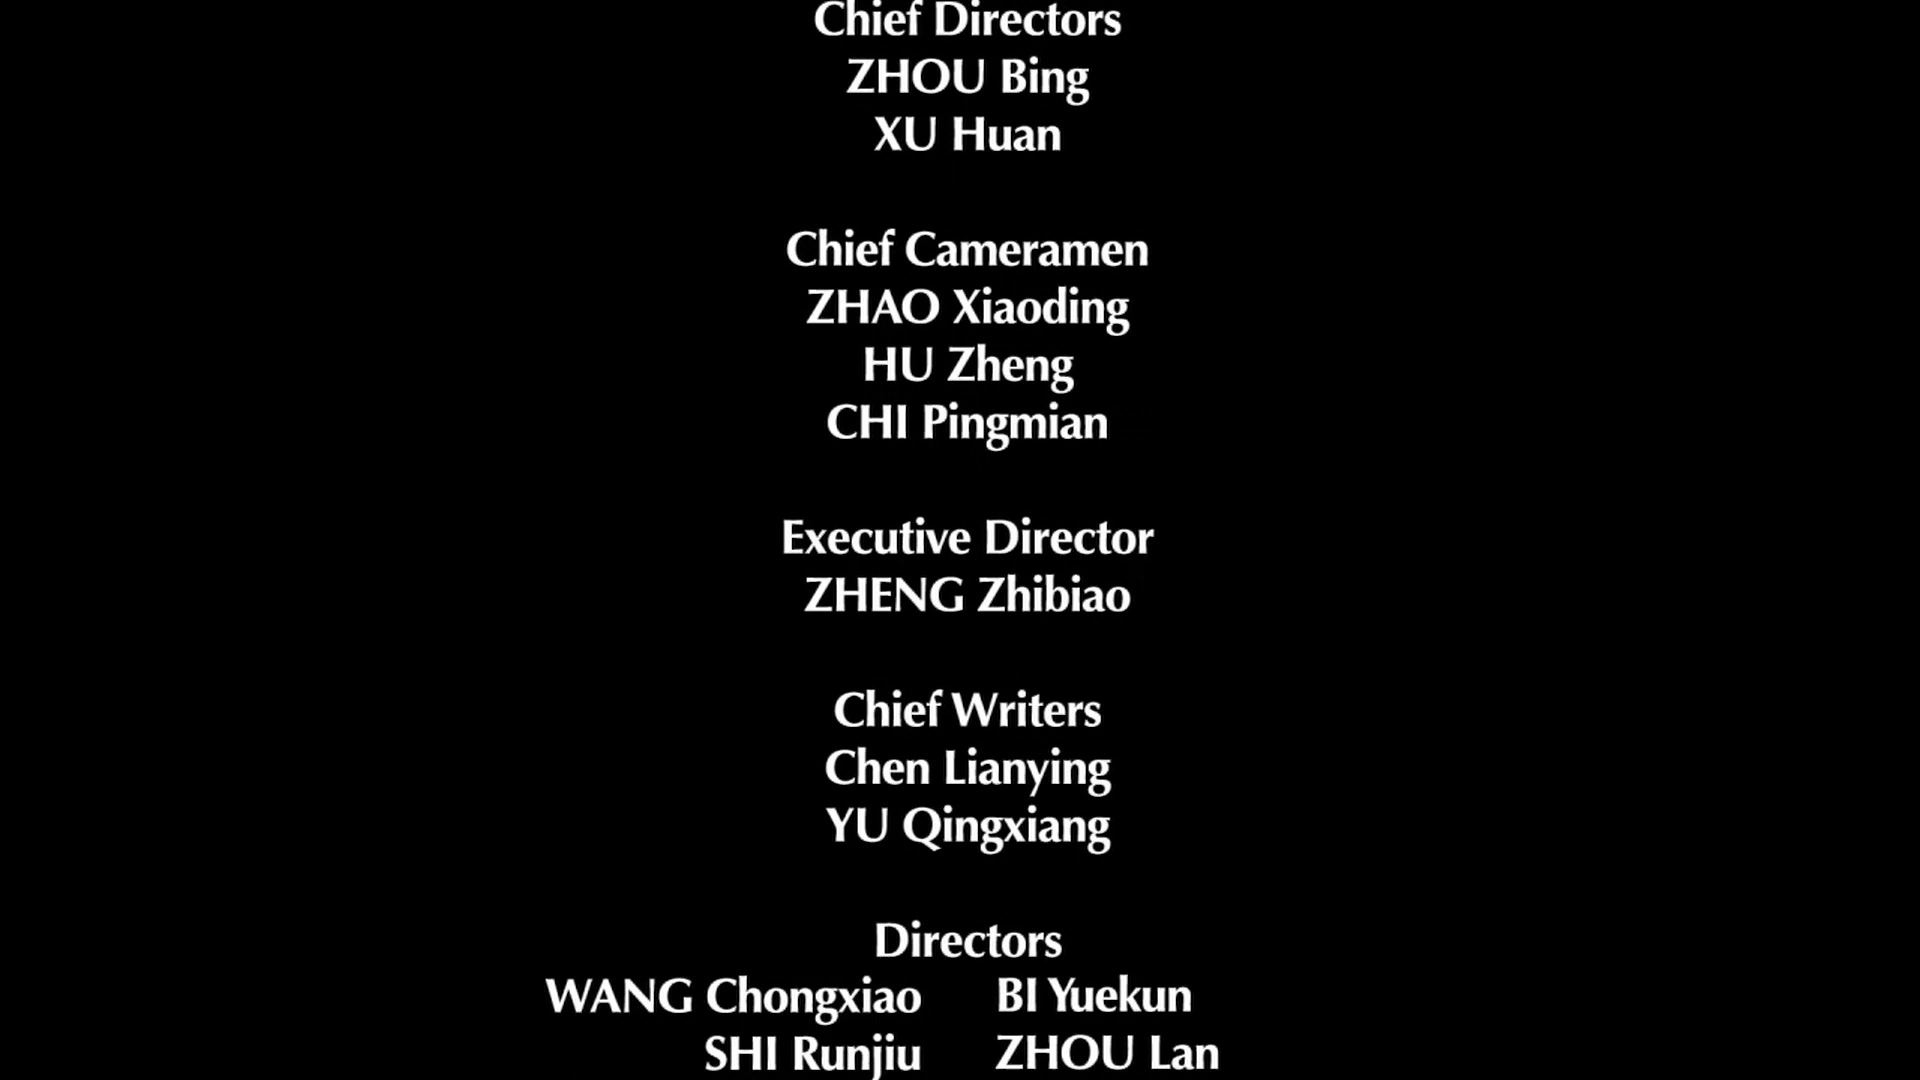 Chief Directors
ZHOU Bing
XU Huan
Chief Cameramen
ZHAO Xiaoding
HU Zheng
CHI Pingmian
Executive Director
ZHENG Zhibiao
Chief Writers
Chen Lianying
YU Qingxiang
Directors
WANG Chongxiao BI Yuekun
SHI Runjiu ZHOU Lan